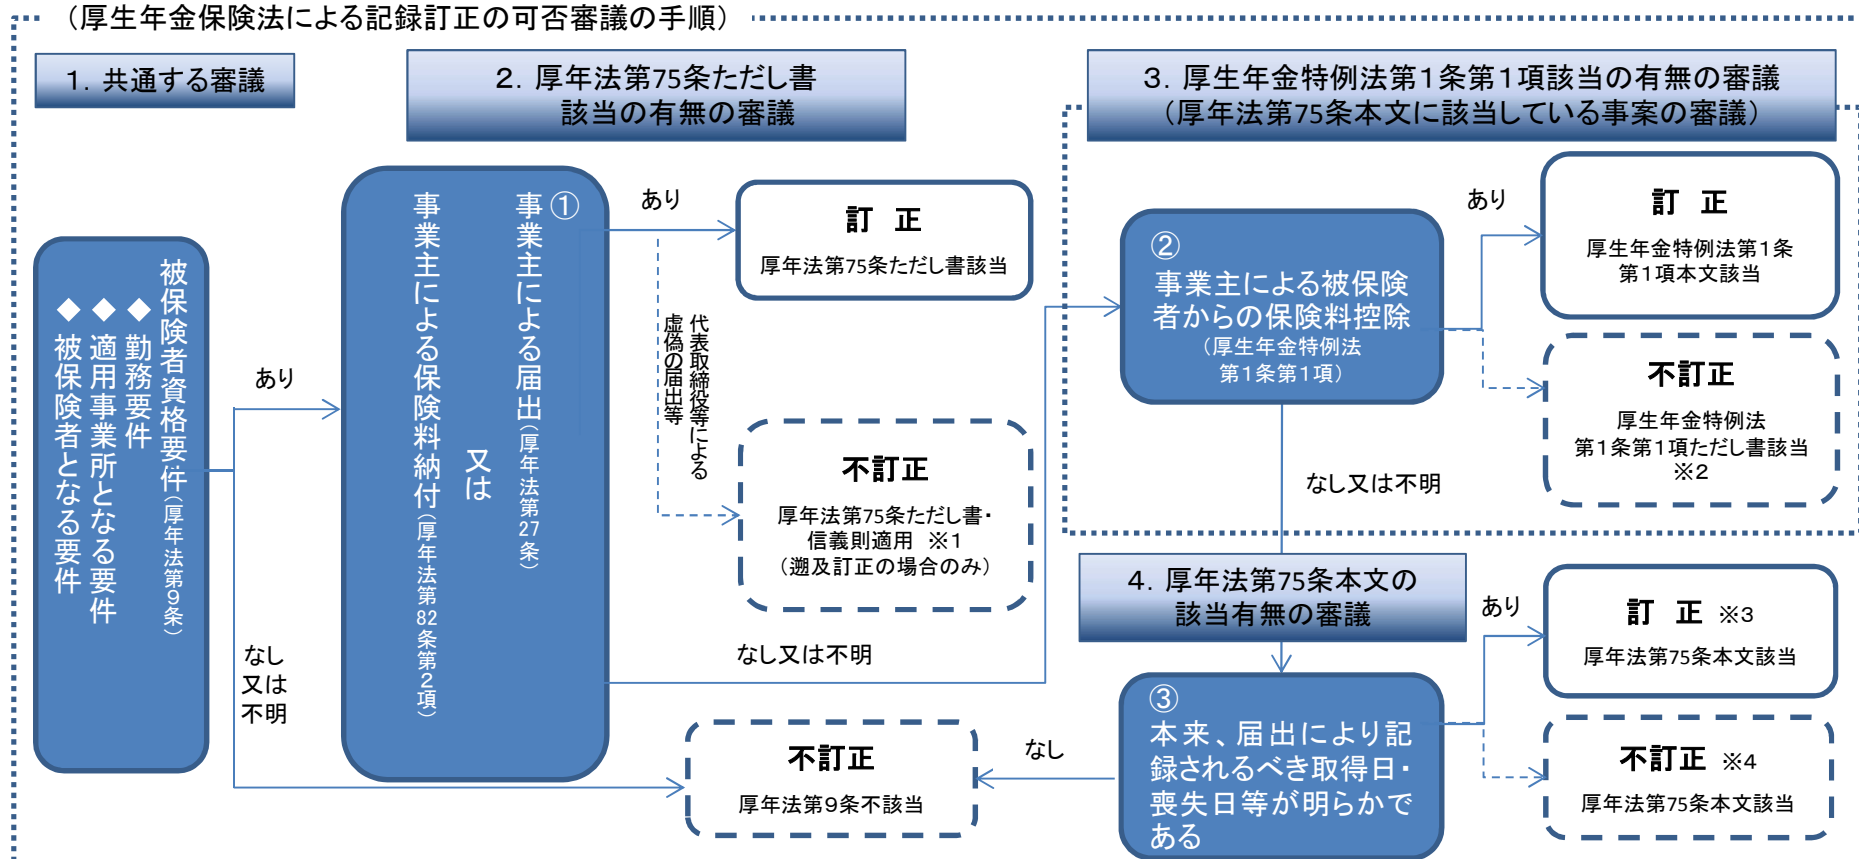 （厚生年金保険法による記録訂正の可否審議の手順）
１．共通する審議
被保険者資格要件（厚年法第９条）
◆ 勤務要件
◆ 適用事業所となる要件
◆ 被保険者となる要件
あり
なし
又は
不明
２．厚年法第75条ただし書
該当の有無の審議
①
事業主による届出（厚年法第27条）
又は
事業主による保険料納付（厚年法第82条第２項）
あり
訂 正
厚年法第75条ただし書該当
代表取締役等による
虚偽の届出等
不訂正
厚年法第75条ただし書・
信義則適用 ※１
（遡及訂正の場合のみ）
なし又は不明
不訂正
厚年法第９条不該当
３．厚生年金特例法第１条第１項該当の有無の審議
（厚年法第75条本文に該当している事案の審議）
②
事業主による被保険
者からの保険料控除
（厚生年金特例法
第１条第１項）
あり
訂 正
厚生年金特例法第１条
第１項本文該当
不訂正
厚生年金特例法
第１条第１項ただし書該当
※２
なし又は不明
４．厚年法第75条本文の
該当有無の審議
③
本来、届出により記
録されるべき取得日・
喪失日等が明らかで
ある
なし
あり
訂 正 ※３
厚年法第75条本文該当
不訂正 ※４
厚年法第75条本文該当